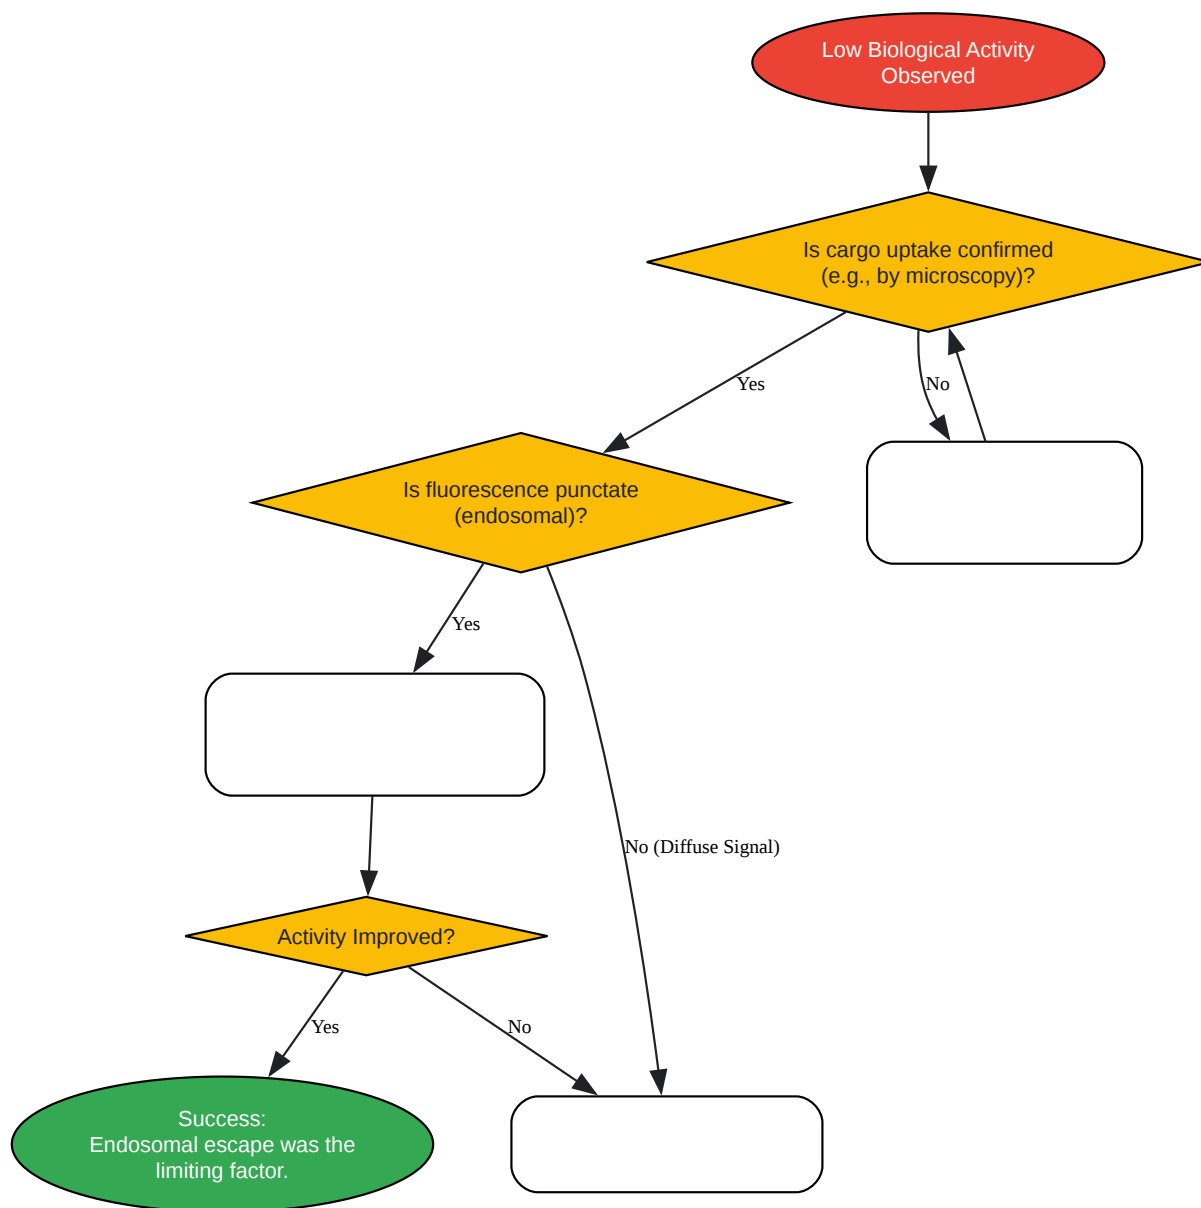 Low Biological Activity
Observed
Is cargo uptake confirmed
(e.g., by microscopy)?
Yes
No
Is fluorescence punctate
(endosomal)?
Yes
No (Diffuse Signal)
Activity Improved?
Yes
No
Success:
Endosomal escape was the
limiting factor.